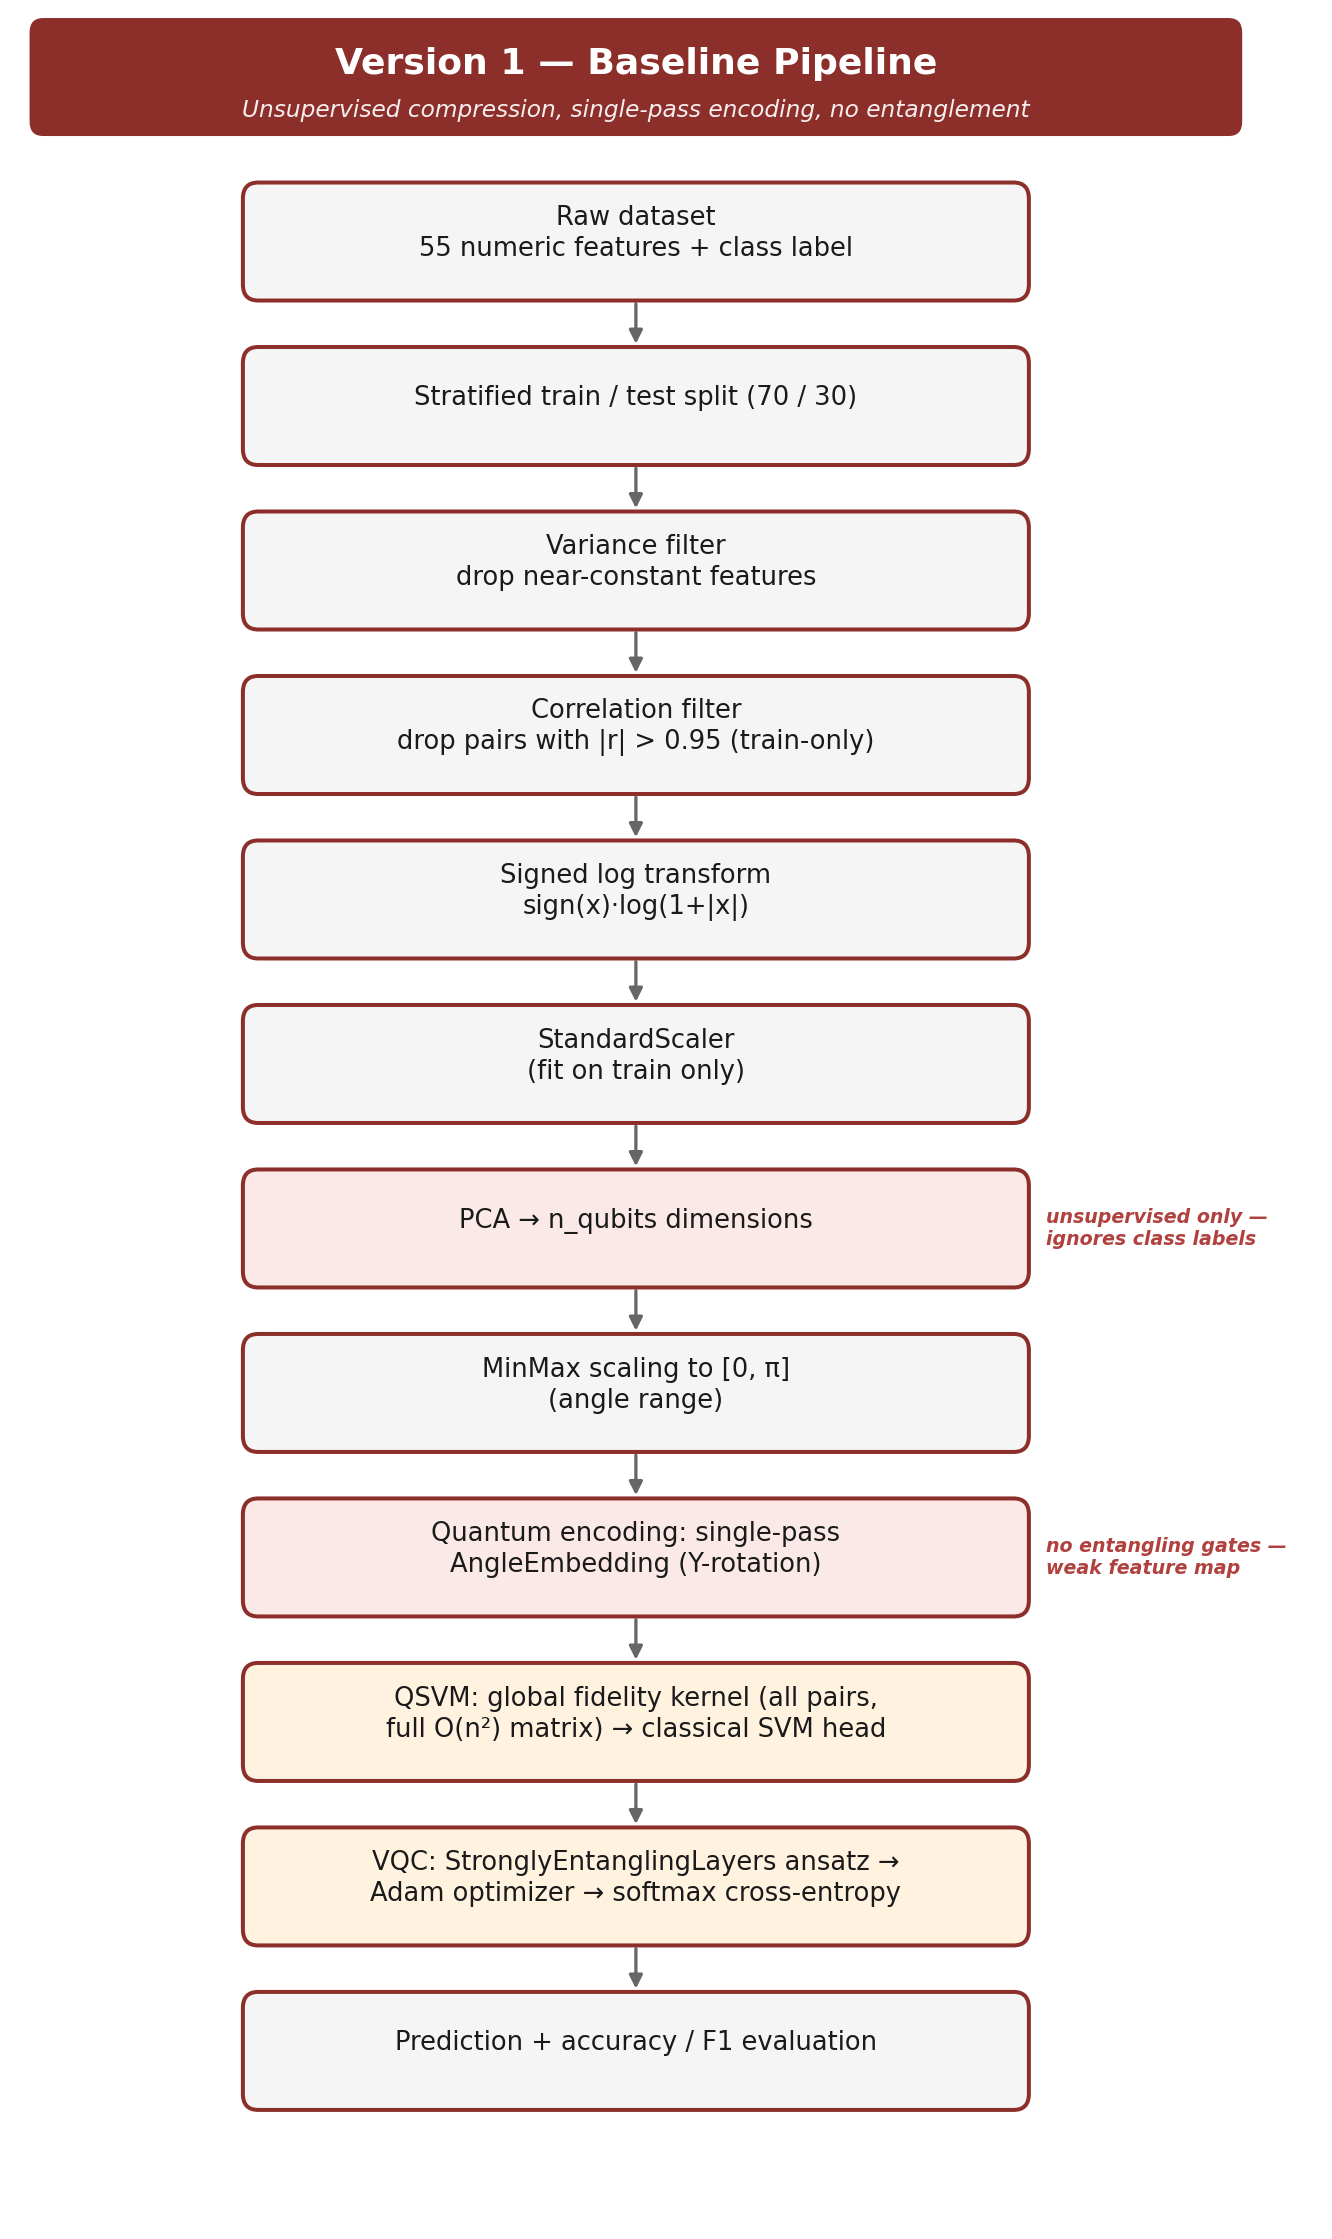 Version 1 — Baseline Pipeline
Unsupervised compression, single-pass encoding, no entanglement
Raw dataset
55 numeric features + class label
Stratified train / test split (70 / 30)
Variance filter
drop near-constant features
Correlation filter
drop pairs with |r| > 0.95 (train-only)
Signed log transform
sign(x)·log(1+|x|)
StandardScaler
(fit on train only)
PCA → n_qubits dimensions
unsupervised only —
ignores class labels
MinMax scaling to [0, π]
(angle range)
Quantum encoding: single-pass
AngleEmbedding (Y-rotation)
no entangling gates —
weak feature map
QSVM: global fidelity kernel (all pairs,
full O(n²) matrix) → classical SVM head
VQC: StronglyEntanglingLayers ansatz →
Adam optimizer → softmax cross-entropy
Prediction + accuracy / F1 evaluation